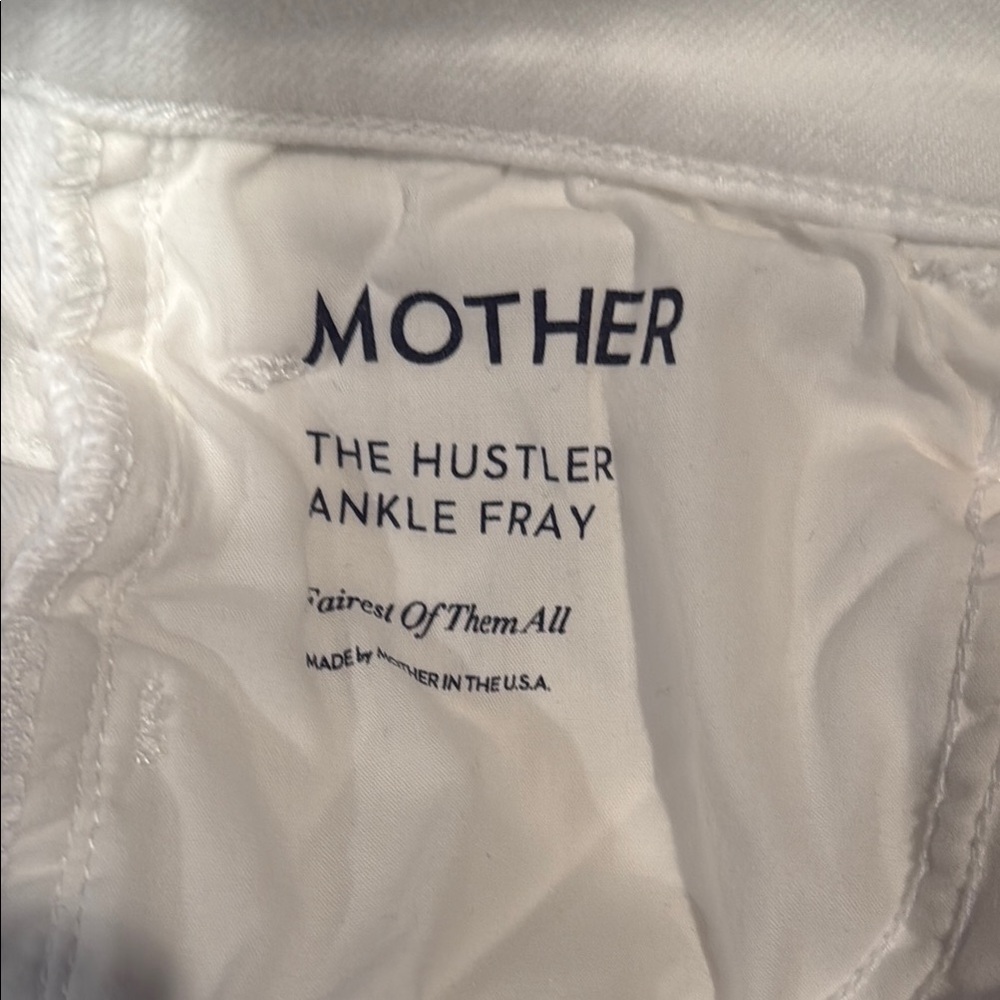 MOTHER
THE HUSTLER
ANKLE FRAY
Fairest Of Them All
MADE by MOTHER IN THE U.S.A.